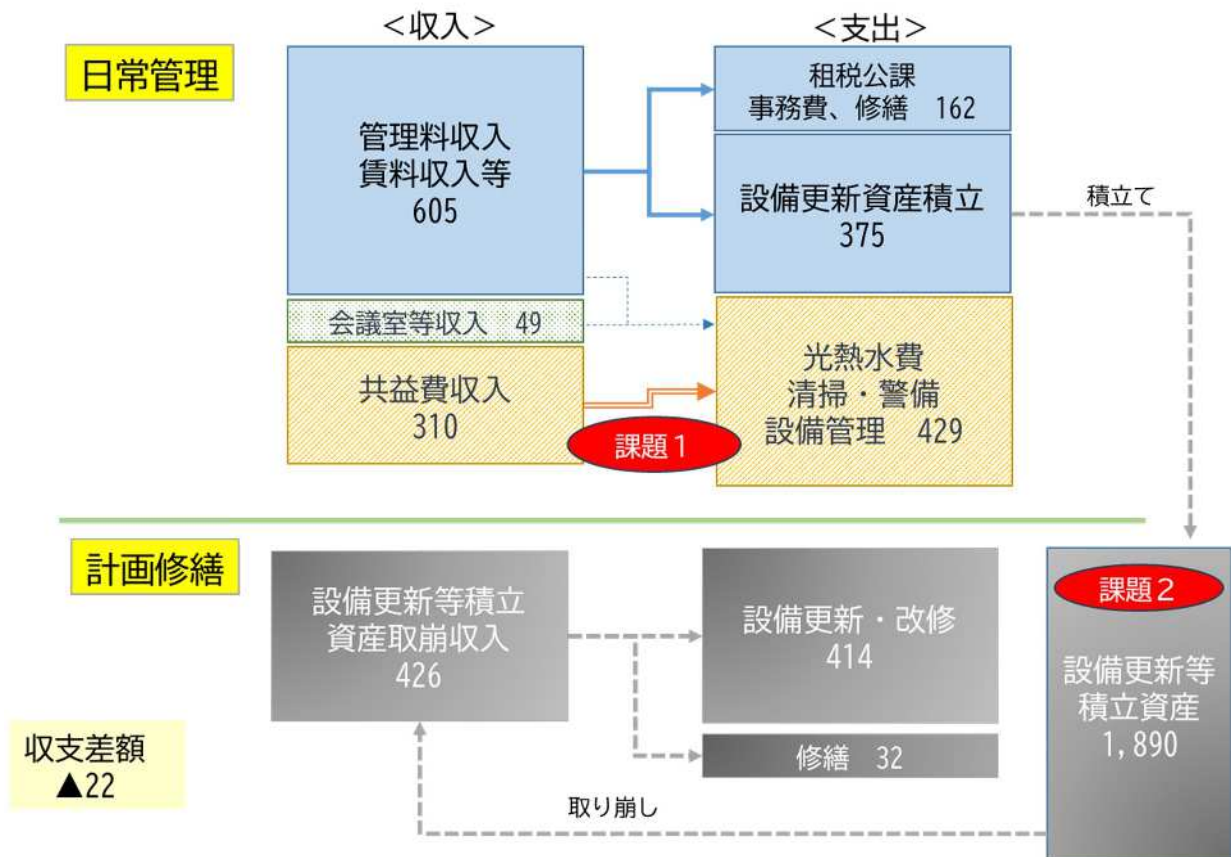 <収入>
<支出>
日常管理
管理料収入
賃料収入等
605
租税公課
事務費、修繕 162
設備更新資産積立
375
積立て
会議室等収入 49
共益費収入
310
課題1
光熱水費
清掃・警備
設備管理 429
計画修繕
設備更新等積立
資産取崩収入
426
設備更新・改修
414
修繕 32
課題2
設備更新等
積立資産
1,890
収支差額
▲22
取り崩し